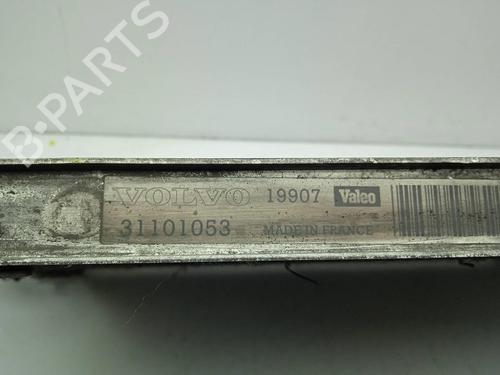 B-PARTS
VOLVO 19907 Valeo
31101053 MADE IN FRANCE